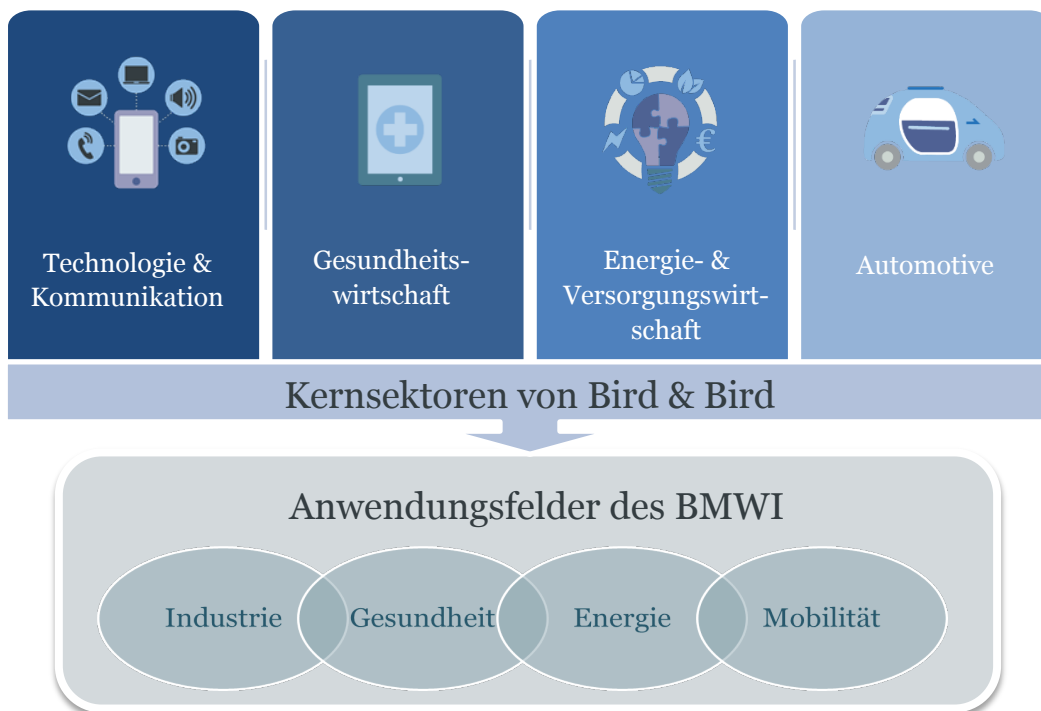 Technologie &
Kommunikation
Gesundheits-
wirtschaft
Energie- &
Versorgungswirt-
schaft
Automotive
Kernsektoren von Bird & Bird
Anwendungsfelder des BMWI
Industrie
Gesundheit
Energie
Mobilität